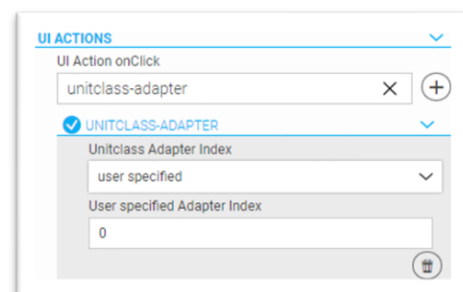 UI ACTIONS
UI Action onClick
unitclass-adapter
UNITCLASS-ADAPTER
Unitclass Adapter Index
user specified
User specified Adapter Index
0